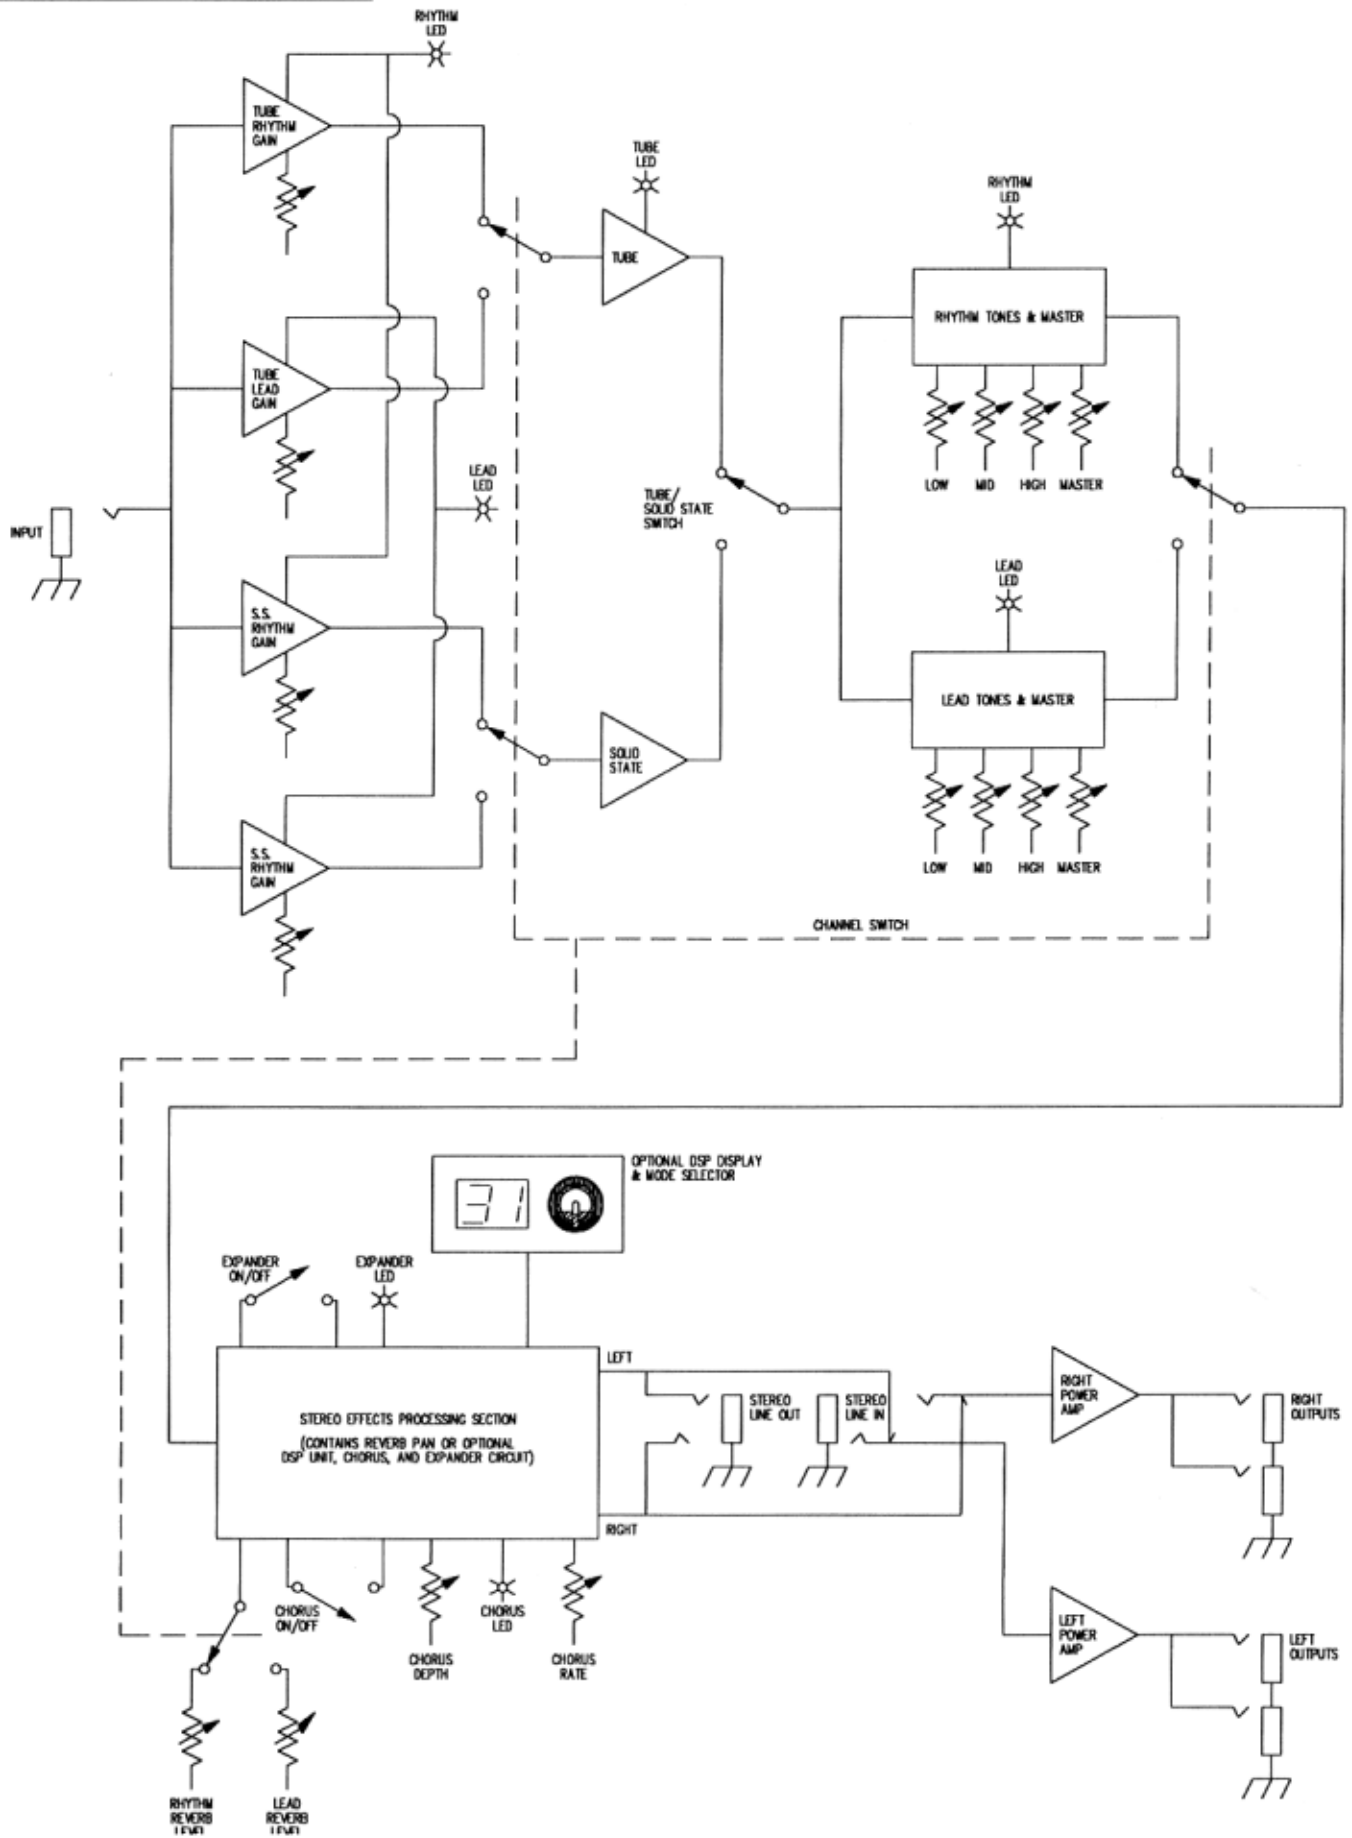 RHYTHM
LED
TUBE
RHYTHM
GAIN
TUBE
LED
RHYTHM
LED
TUBE
RHYTHM TONES & MASTER
TUBE
LEAD
GAIN
LEAD
LED
LOW
MID
HIGH
MASTER
TUBE/
SOLID STATE
SWITCH
INPUT
LEAD
LED
S.S.
RHYTHM
GAIN
LEAD TONES & MASTER
SOLID
STATE
LOW
MID
HIGH
MASTER
S.S.
RHYTHM
GAIN
CHANNEL SWITCH
OPTIONAL DSP DISPLAY
& MODE SELECTOR
31
EXPANDER
ON/OFF
EXPANDER
LED
LEFT
STEREO EFFECTS PROCESSING SECTION
(CONTAINS REVERB PAN OR OPTIONAL
DSP UNIT, CHORUS, AND EXPANDER CIRCUIT)
STEREO
LINE OUT
STEREO
LINE IN
RIGHT
POWER
AMP
RIGHT
OUTPUTS
RIGHT
CHORUS
ON/OFF
CHORUS
DEPTH
CHORUS
LED
CHORUS
RATE
LEFT
POWER
AMP
LEFT
OUTPUTS
RHYTHM
REVERB
LEVEL
LEAD
REVERB
LEVEL